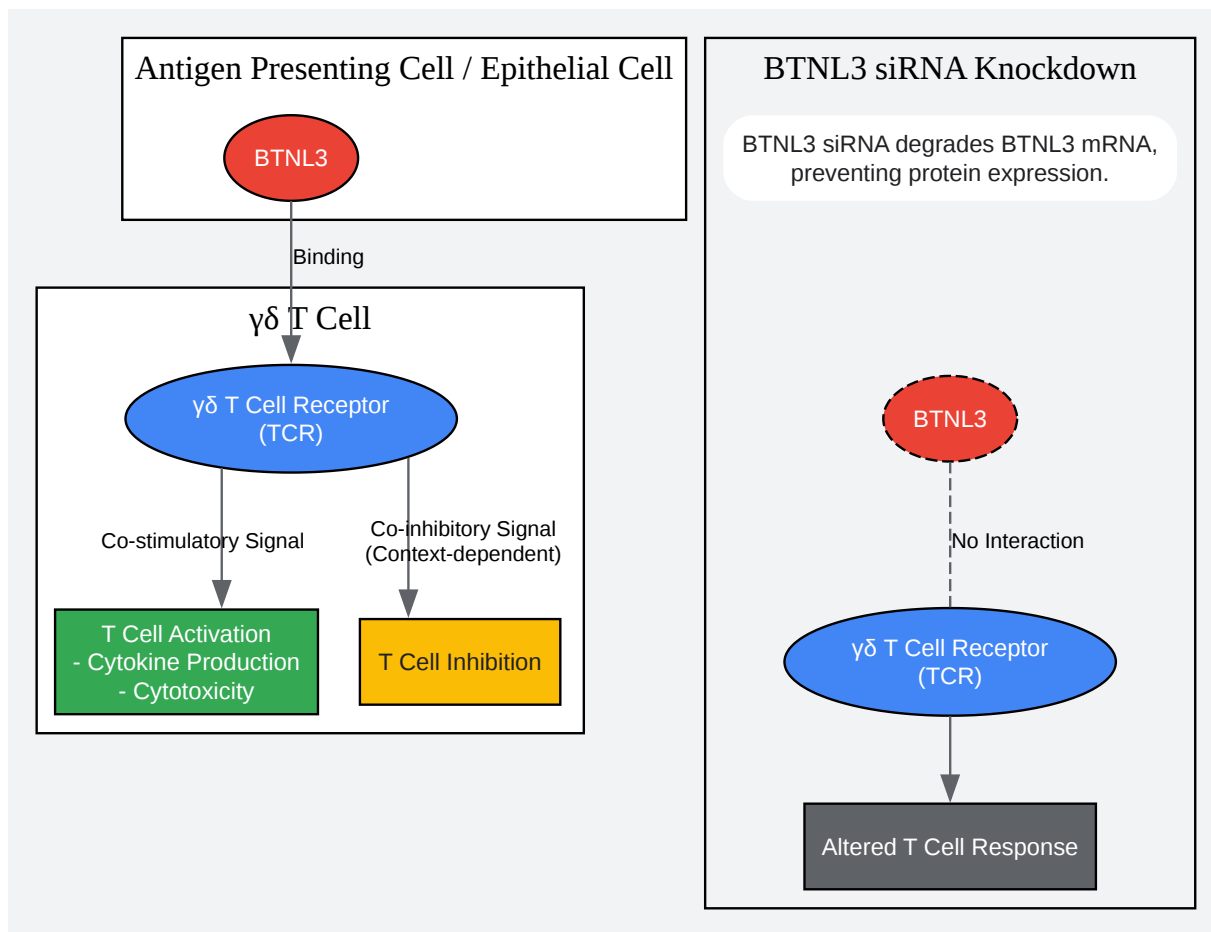 Antigen Presenting Cell / Epithelial Cell
BTNL3
Binding
γδ T Cell
γδ T Cell Receptor
(TCR)
Co-stimulatory Signal
Co-inhibitory Signal
(Context-dependent)
T Cell Activation
- Cytokine Production
- Cytotoxicity
T Cell Inhibition
BTNL3 siRNA Knockdown
BTNL3 siRNA degrades BTNL3 mRNA,
preventing protein expression.
BTNL3
No Interaction
γδ T Cell Receptor
(TCR)
Altered T Cell Response